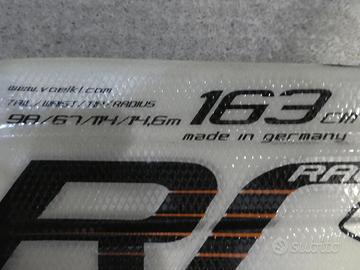 www.voelkl.com
TAIL/WAIST/TIP/RADIUS
98/67/114/14,6m
163 cm
made in germany
RAC
RC
subito